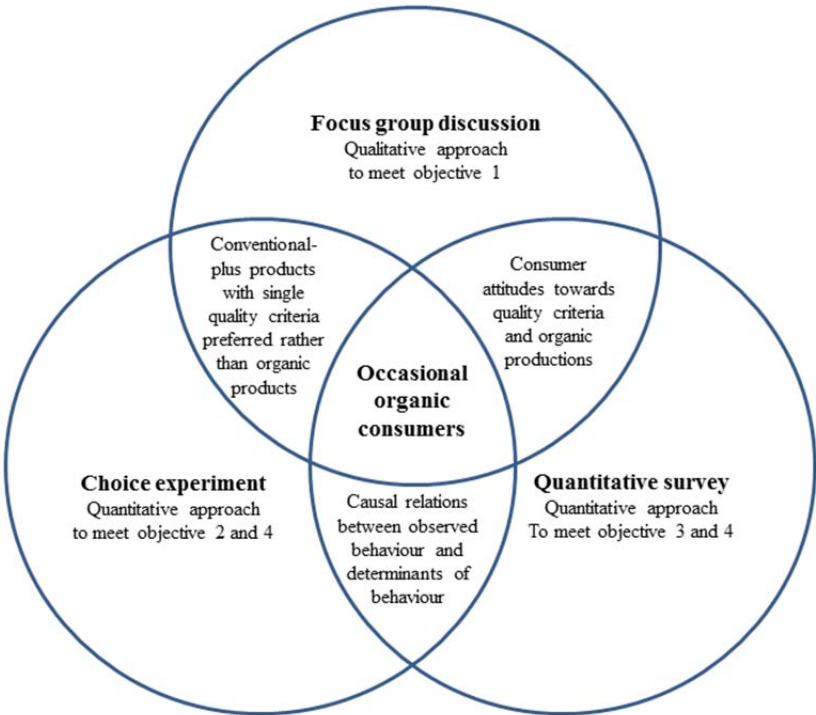 Focus group discussion
Qualitative approach
to meet objective 1
Conventional-
plus products
with single
quality criteria
preferred rather
than organic
products
Consumer
attitudes towards
quality criteria
and organic
productions
Occasional
organic
consumers
Choice experiment
Quantitative approach
to meet objective 2 and 4
Causal relations
between observed
behaviour and
determinants of
behaviour
Quantitative survey
Quantitative approach
To meet objective 3 and 4